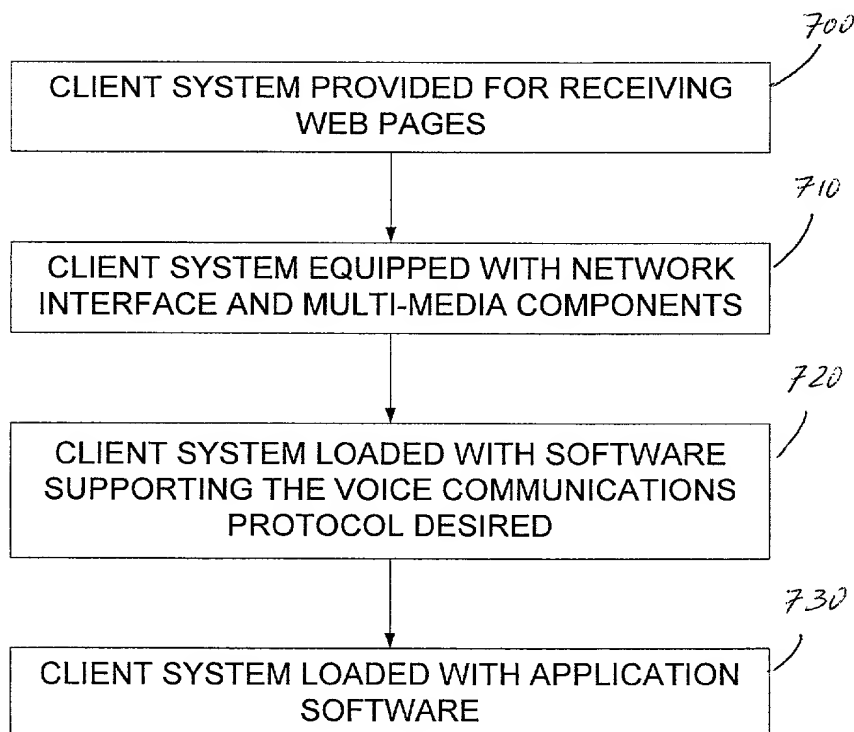 700
CLIENT SYSTEM PROVIDED FOR RECEIVING
WEB PAGES
710
CLIENT SYSTEM EQUIPPED WITH NETWORK
INTERFACE AND MULTI-MEDIA COMPONENTS
720
CLIENT SYSTEM LOADED WITH SOFTWARE
SUPPORTING THE VOICE COMMUNICATIONS
PROTOCOL DESIRED
730
CLIENT SYSTEM LOADED WITH APPLICATION
SOFTWARE